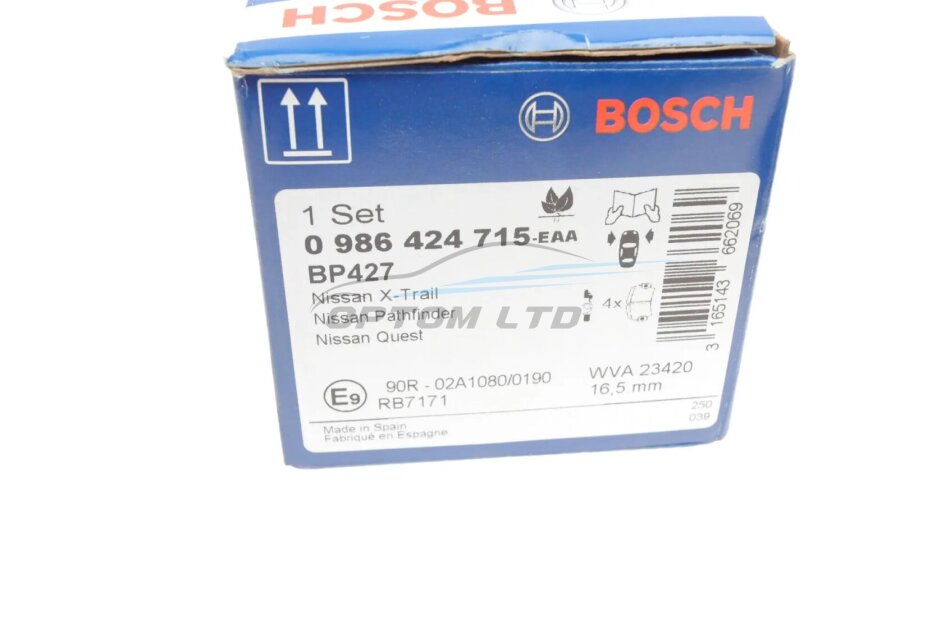 BOSCH
BOSCH
1 Set
0 986 424 715-EAA
BP427
Nissan X-Trail
Nissan Pathfinder
Nissan Quest
OPTOM LTD
4x
3 165143 662069
E9
90R - 02A1080/0190
RB7171
WVA 23420
16,5 mm
Made in Spain
Fabriqué en Espagne
250
039